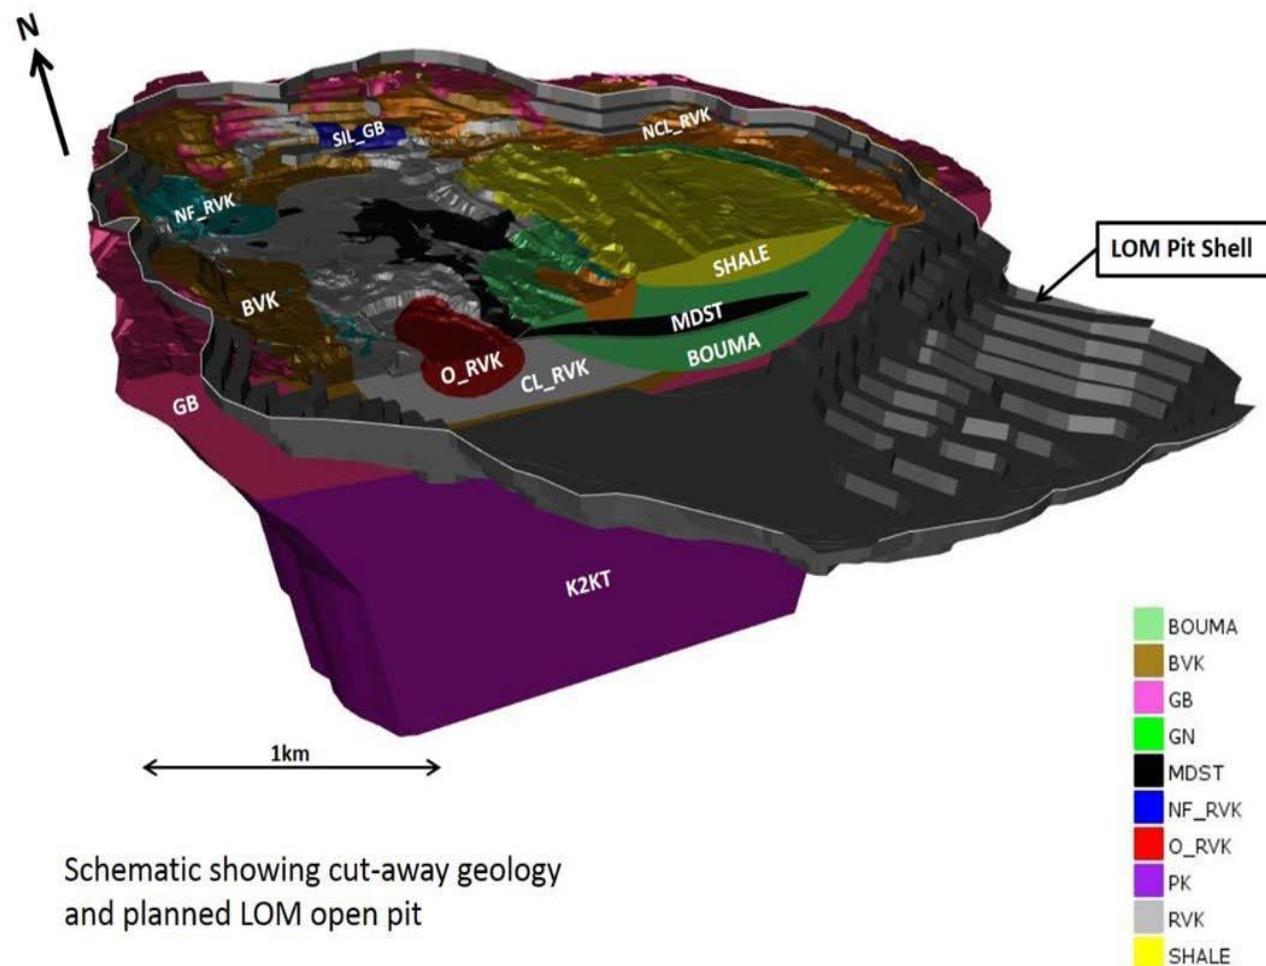 N
SIL_GB
NCL_RVK
NF_RVK
LOM Pit Shell
SHALE
BVK
MDST
BOUMA
O_RVK
CL_RVK
GB
K2KT
1km
BOUMA
BVK
GB
GN
MDST
NF_RVK
O_RVK
PK
RVK
SHALE
Schematic showing cut-away geology
and planned LOM open pit